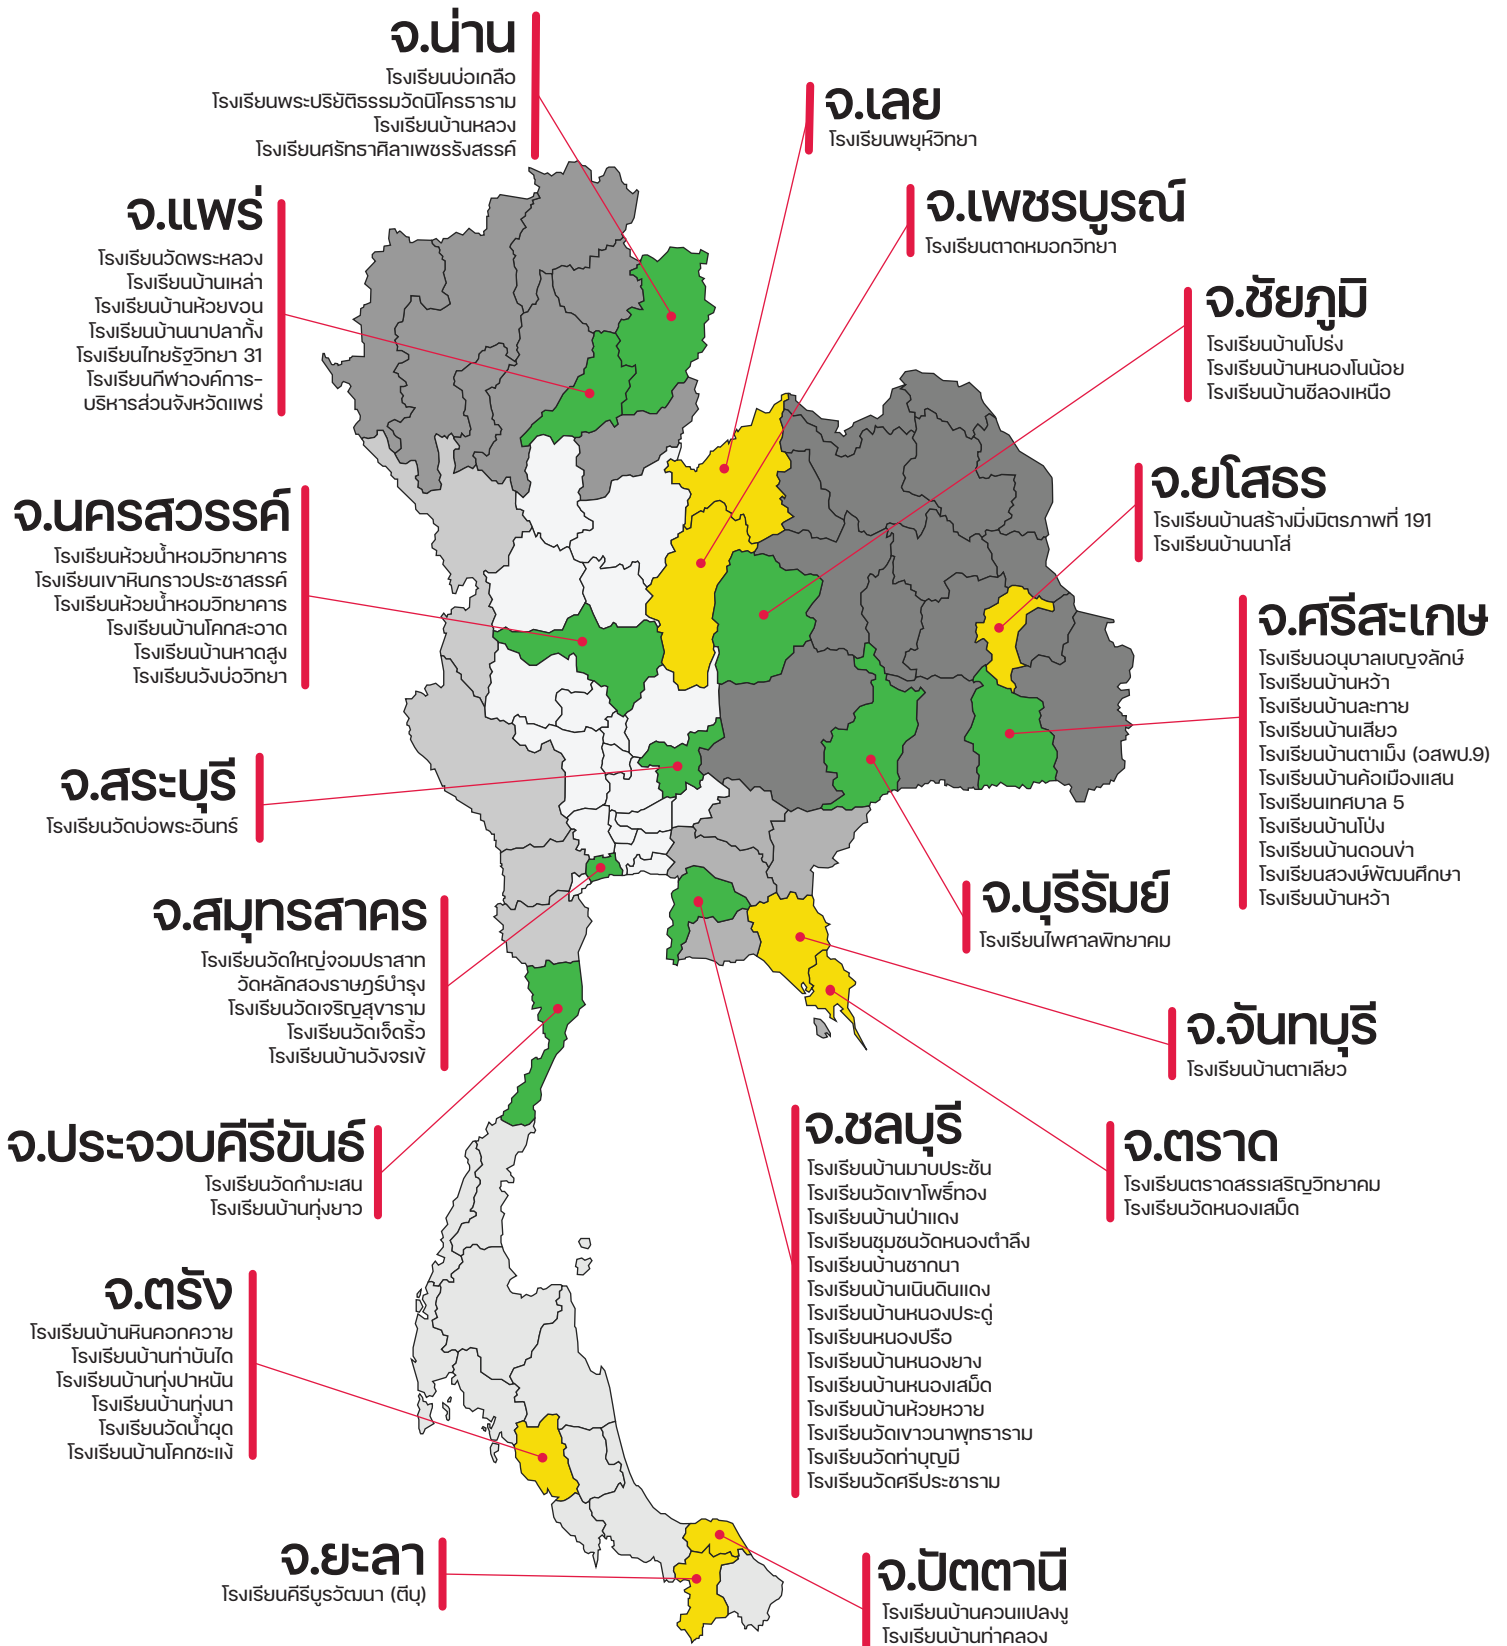 จ.น่าน
โรงเรียนบ่อเกลือ
โรงเรียนพระปริยัติธรรมวัดนิโครธาราม
โรงเรียนบ้านหลวง
โรงเรียนศรัทธาศิลาเพชรรังสรรค์
จ.เลย
โรงเรียนพยุห์วิทยา
จ.แพร่
โรงเรียนวัดพระหลวง
โรงเรียนบ้านเหล่า
โรงเรียนบ้านห้วยขอน
โรงเรียนบ้านนาปลากั้ง
โรงเรียนไทยรัฐวิทยา 31
โรงเรียนกีฬาองค์การ-
บริหารส่วนจังหวัดแพร่
จ.เพชรบูรณ์
โรงเรียนตาดหมอกวิทยา
จ.ชัยภูมิ
โรงเรียนบ้านโปร่ง
โรงเรียนบ้านหนองโนน้อย
โรงเรียนบ้านชีลองเหนือ
จ.นครสวรรค์
โรงเรียนห้วยน้ำหอมวิทยาคาร
โรงเรียนเขาหินกราวประชาสรรค์
โรงเรียนห้วยน้ำหอมวิทยาคาร
โรงเรียนบ้านโคกสะอาด
โรงเรียนบ้านหาดสูง
โรงเรียนวังบ่อวิทยา
จ.ยโสธร
โรงเรียนบ้านสร้างมิ่งมิตรภาพที่ 191
โรงเรียนบ้านนาโส่
จ.ศรีสะเกษ
โรงเรียนอนุบาลเบญจลักษ์
โรงเรียนบ้านหว้า
โรงเรียนบ้านละทาย
โรงเรียนบ้านเสียว
โรงเรียนบ้านตาเม็ง (อสพป.9)
โรงเรียนบ้านค้อเมืองแสน
โรงเรียนเทศบาล 5
โรงเรียนบ้านโป่ง
โรงเรียนบ้านดอนข่า
โรงเรียนสวงษ์พัฒนศึกษา
โรงเรียนบ้านหว้า
จ.สระบุรี
โรงเรียนวัดบ่อพระอินทร์
จ.บุรีรัมย์
โรงเรียนไพศาลพิทยาคม
จ.สมุทรสาคร
โรงเรียนวัดใหญ่จอมปราสาท
วัดหลักสองราษฎร์บำรุง
โรงเรียนวัดเจริญสุขาราม
โรงเรียนวัดเจ็ดริ้ว
โรงเรียนบ้านวังจรเข้
จ.จันทบุรี
โรงเรียนบ้านตาเลียว
จ.ประจวบคีรีขันธ์
โรงเรียนวัดกำมะเสน
โรงเรียนบ้านทุ่งยาว
จ.ชลบุรี
โรงเรียนบ้านมาบประชัน
โรงเรียนวัดเขาโพธิ์ทอง
โรงเรียนบ้านป่าแดง
โรงเรียนชุมชนวัดหนองตำลึง
โรงเรียนบ้านชากนา
โรงเรียนบ้านเนินดินแดง
โรงเรียนบ้านหนองประดู่
โรงเรียนหนองปรือ
โรงเรียนบ้านหนองยาง
โรงเรียนบ้านหนองเสม็ด
โรงเรียนบ้านห้วยหวาย
โรงเรียนวัดเขาวนาพุทธาราม
โรงเรียนวัดท่าบุญมี
โรงเรียนวัดศรีประชาราม
จ.ตราด
โรงเรียนตราดสรรเสริญวิทยาคม
โรงเรียนวัดหนองเสม็ด
จ.ตรัง
โรงเรียนบ้านหินคอกควาย
โรงเรียนบ้านท่าบันได
โรงเรียนบ้านทุ่งปาหนัน
โรงเรียนบ้านทุ่งนา
โรงเรียนวัดน้ำผุด
โรงเรียนบ้านโคกชะแง้
จ.ยะลา
โรงเรียนคีรีบูรวัฒนา (ตีบุ)
จ.ปัตตานี
โรงเรียนบ้านควนแปลงงู
โรงเรียนบ้านท่าคลอง